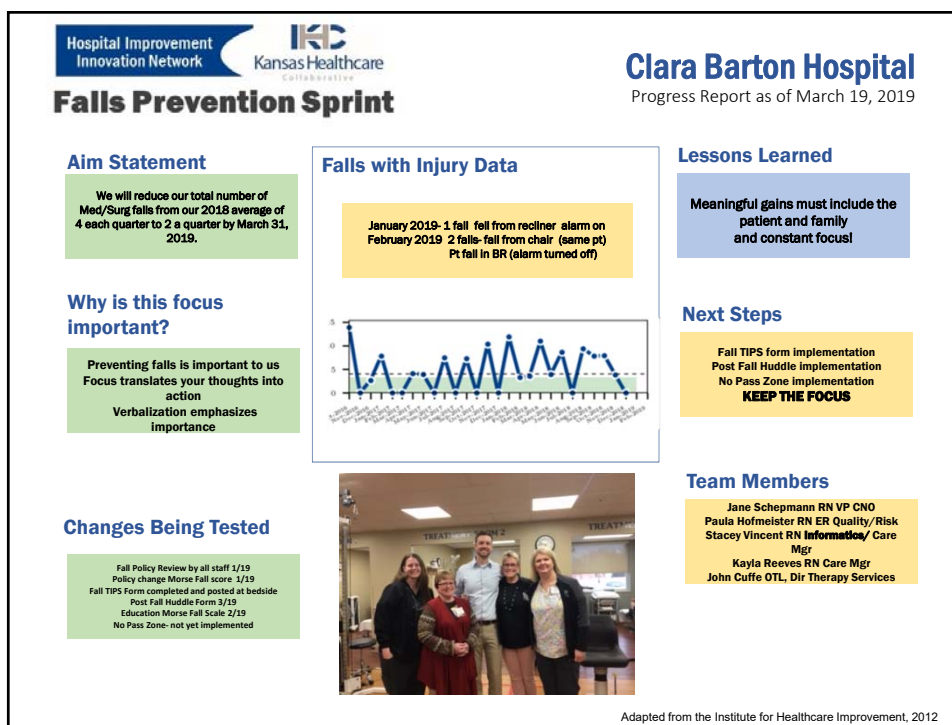 Hospital Improvement
Innovation Network
KHC
Kansas Healthcare
Collaborative
Falls Prevention Sprint
Clara Barton Hospital
Progress Report as of March 19, 2019
Aim Statement
We will reduce our total number of
Med/Surg falls from our 2018 average of
4 each quarter to 2 a quarter by March 31,
2019.
Why is this focus
important?
Preventing falls is important to us
Focus translates your thoughts into
action
Verbalization emphasizes
importance
Changes Being Tested
Fall Policy Review by all staff 1/19
Policy change Morse Fall score 1/19
Fall TIPS Form completed and posted at bedside
Post Fall Huddle Form 3/19
Education Morse Fall Scale 2/19
No Pass Zone- not yet implemented
Falls with Injury Data
January 2019- 1 fall fell from recliner alarm on
February 2019 2 falls- fall from chair (same pt)
Pt fall in BR (alarm turned off)
TREATMENT
Lessons Learned
Meaningful gains must include the
patient and family
and constant focus!
Next Steps
Fall TIPS form implementation
Post Fall Huddle implementation
No Pass Zone implementation
KEEP THE FOCUS
Team Members
Jane Schepmann RN VP CNO
Paula Hofmeister RN ER Quality/Risk
Stacey Vincent RN Informatics/ Care
Mgr
Kayla Reeves RN Care Mgr
John Cuffe OTL, Dir Therapy Services
Adapted from the Institute for Healthcare Improvement, 2012